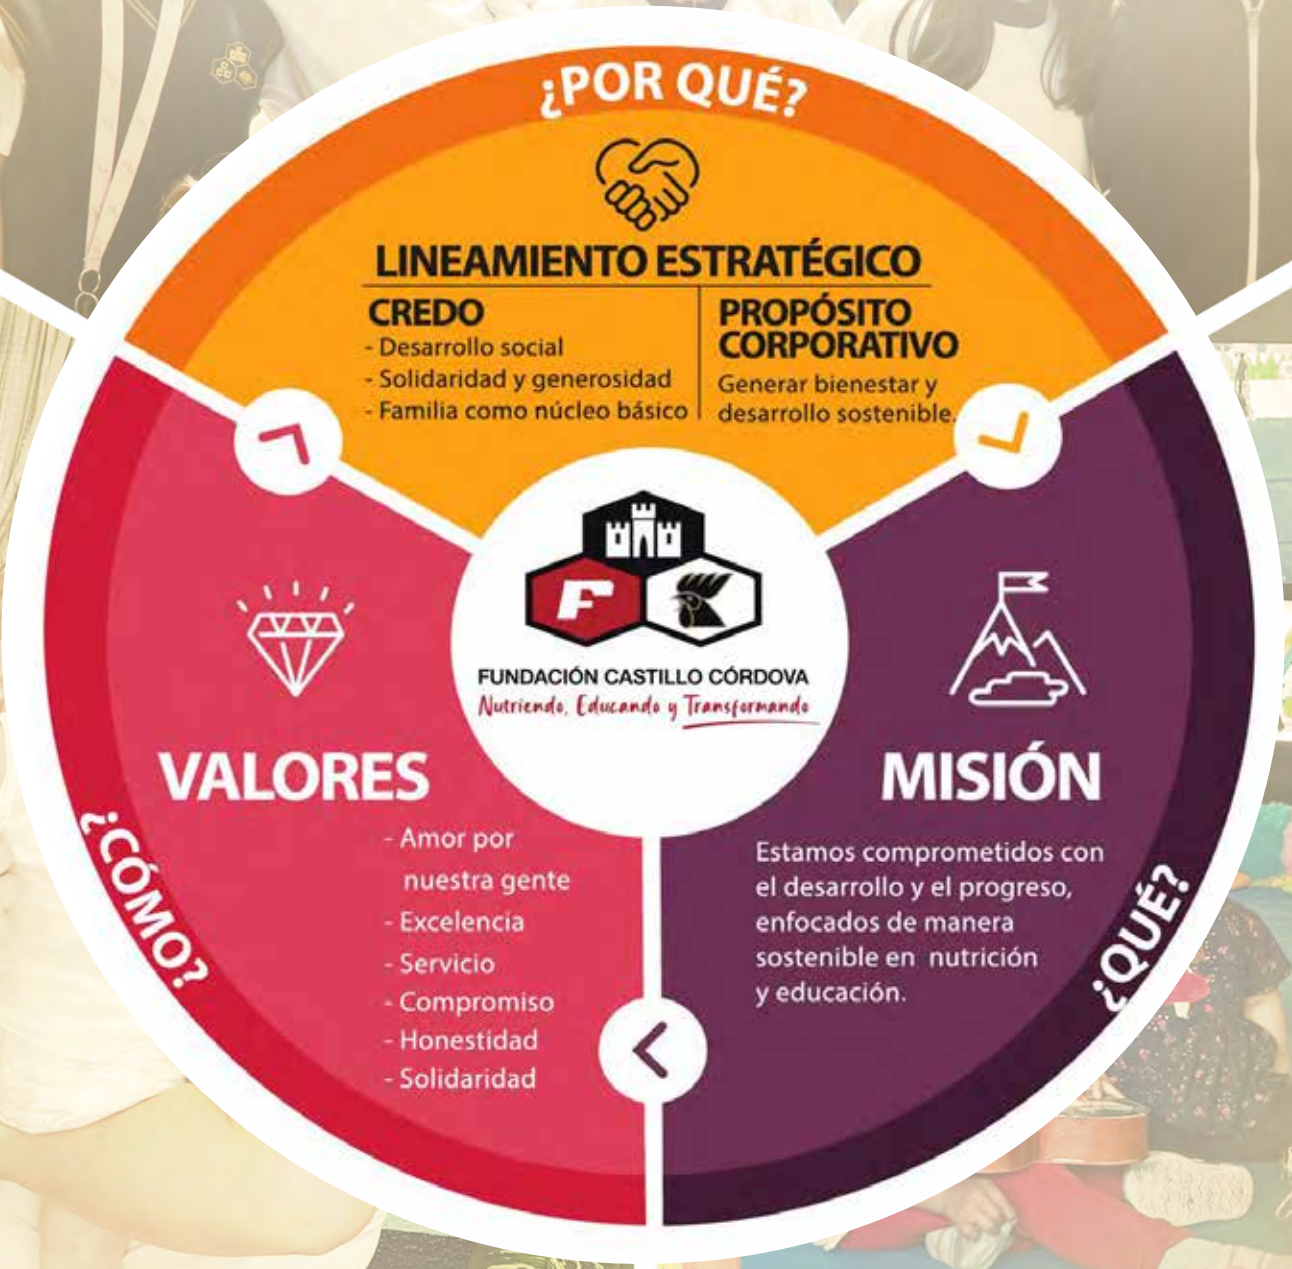 ¿POR QUÉ?
LINEAMIENTO ESTRATÉGICO
CREDO
- Desarrollo social
- Solidaridad y generosidad
- Familia como núcleo básico
PROPÓSITO
CORPORATIVO
Generar bienestar y
desarrollo sostenible.
F
FUNDACIÓN CASTILLO CÓRDOVA
Nutriendo, Educando y Transformando
¿QUÉ?
MISIÓN
Estamos comprometidos con
el desarrollo y el progreso,
enfocados de manera
sostenible en nutrición
y educación.
¿CÓMO?
VALORES
- Amor por
nuestra gente
- Excelencia
- Servicio
- Compromiso
- Honestidad
- Solidaridad